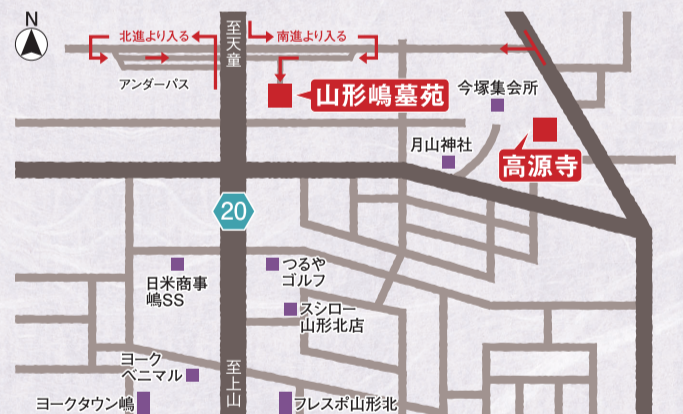 N
北進より入る
至天童
南進より入る
アンダーパス
山形嶋墓苑
今塚集会所
月山神社
高源寺
20
日米商事
嶋SS
つるや
ゴルフ
スシロー
山形北店
ヨーク
ベニマル
至上山
ヨークタウン嶋
フレスポ山形北